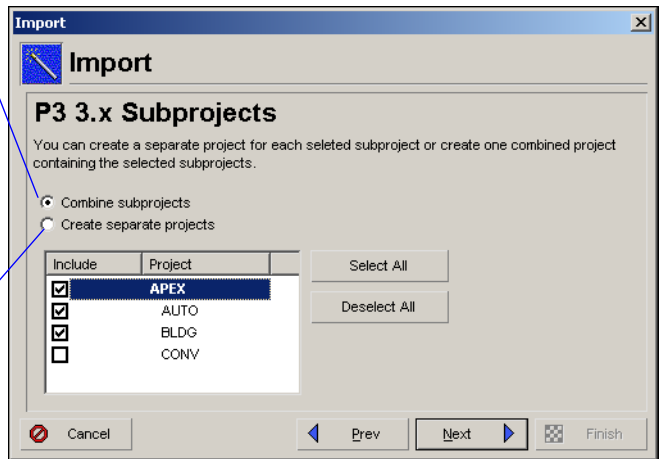 Import
Import
P3 3.x Subprojects
You can create a separate project for each seleted subproject or create one combined project
containing the selected subprojects.
Combine subprojects
Create separate projects
Include Project
APEX
AUTO
BLDG
CONV
Select All
Deselect All
Cancel Prev Next Finish